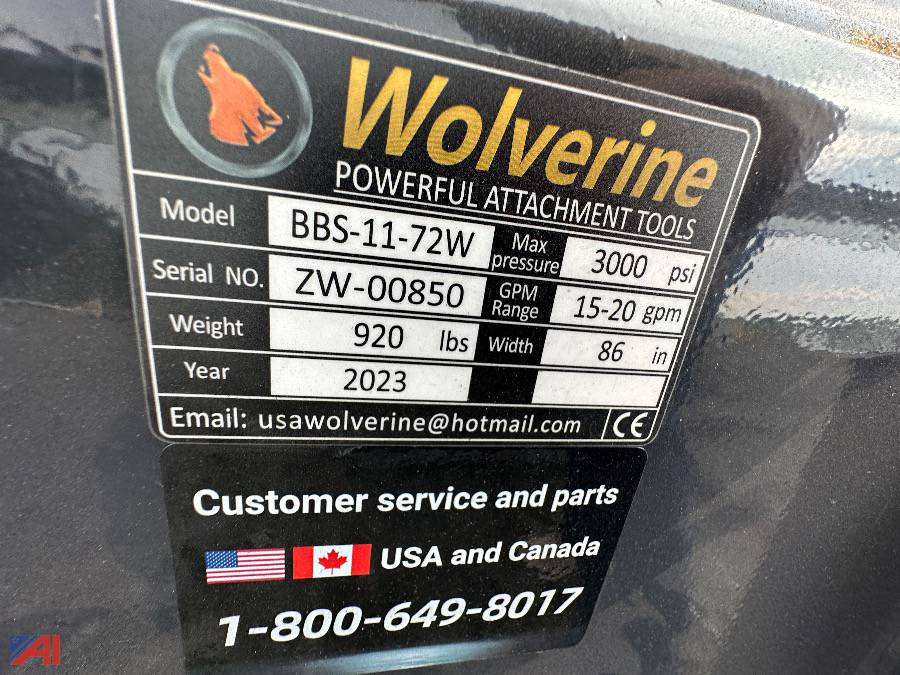 Wolverine
POWERFUL ATTACHMENT TOOLS
Model BBS-11-72W Max pressure 3000 psi
Serial NO. ZW-00850 GPM Range 15-20 gpm
Weight 920 lbs Width 86 in
Year 2023
Email: usawolverine@hotmail.com CE
Customer service and parts
USA and Canada
1-800-649-8017
AI